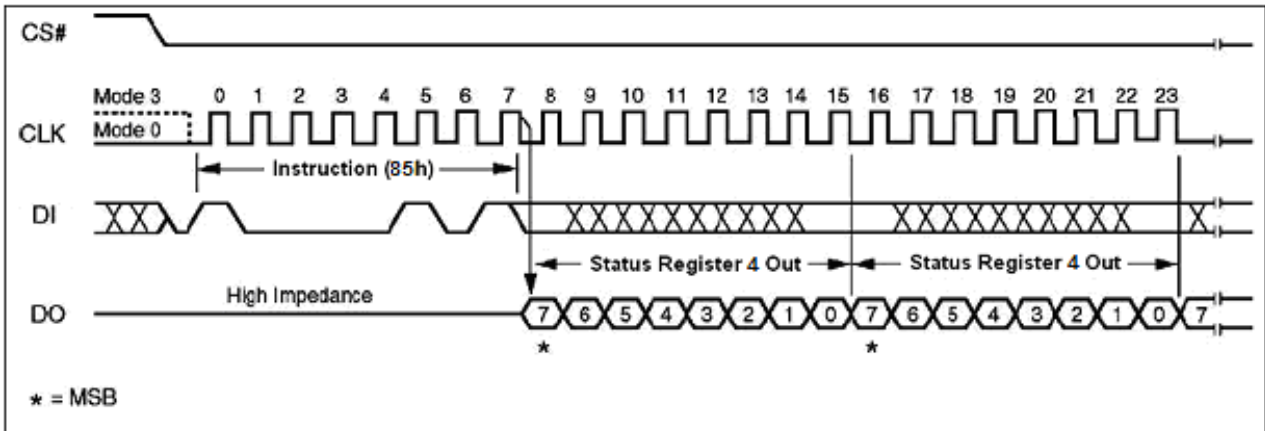 CS#
Mode 3 0 1 2 3 4 5 6 7 8 9 10 11 12 13 14 15 16 17 18 19 20 21 22 23
CLK Mode 0
Instruction (85h)
DI
Status Register 4 Out Status Register 4 Out
High Impedance
DO 7 6 5 4 3 2 1 0 7 6 5 4 3 2 1 0 7
* *
* = MSB